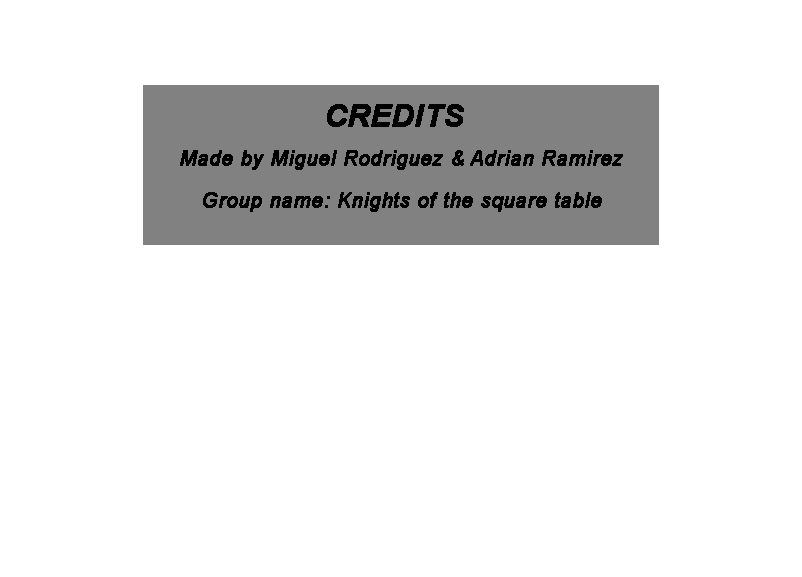 CREDITS
Made by Miguel Rodriguez & Adrian Ramirez
Group name: Knights of the square table